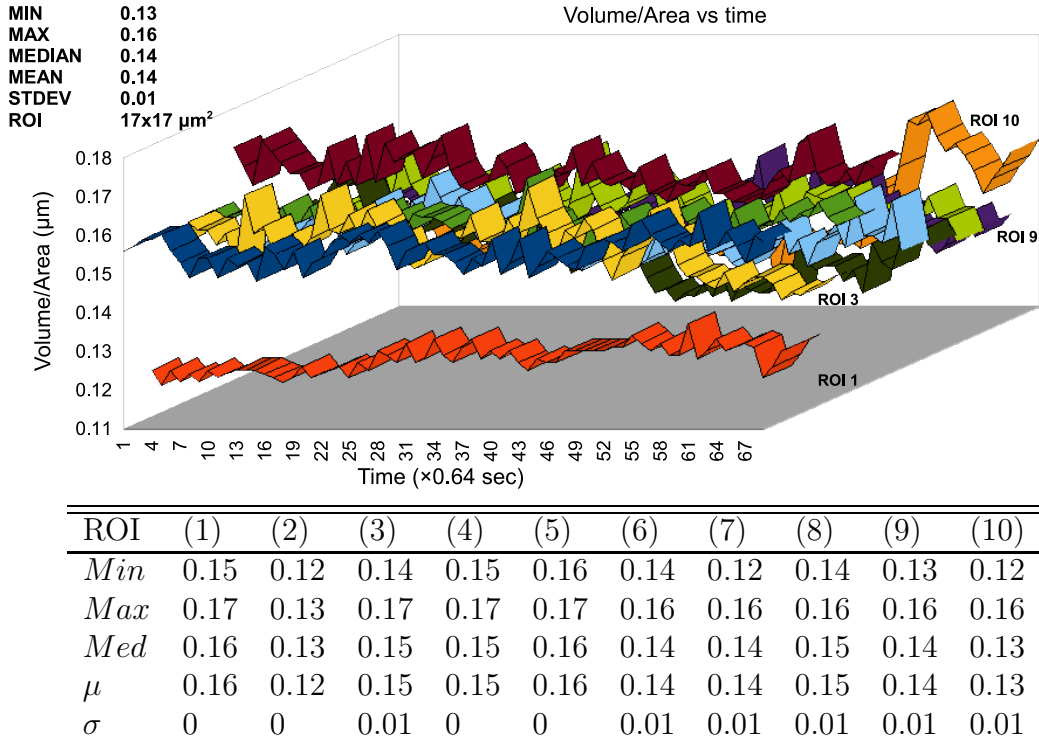 MIN 0.13
MAX 0.16
MEDIAN 0.14
MEAN 0.14
STDEV 0.01
ROI 17x17 µm²
Volume/Area vs time
ROI 10
ROI 9
ROI 3
ROI 1
Volume/Area (µm)
0.18
0.17
0.16
0.15
0.14
0.13
0.12
0.11
1 4 7 10 13 16 19 22 25 28 31 34 37 40 43 46 49 52 55 58 61 64 67
Time (×0.64 sec)
ROI (1) (2) (3) (4) (5) (6) (7) (8) (9) (10)
Min 0.15 0.12 0.14 0.15 0.16 0.14 0.12 0.14 0.13 0.12
Max 0.17 0.13 0.17 0.17 0.17 0.16 0.16 0.16 0.16 0.16
Med 0.16 0.13 0.15 0.15 0.16 0.14 0.14 0.15 0.14 0.13
μ 0.16 0.12 0.15 0.15 0.16 0.14 0.14 0.15 0.14 0.13
σ 0 0 0.01 0 0 0.01 0.01 0.01 0.01 0.01